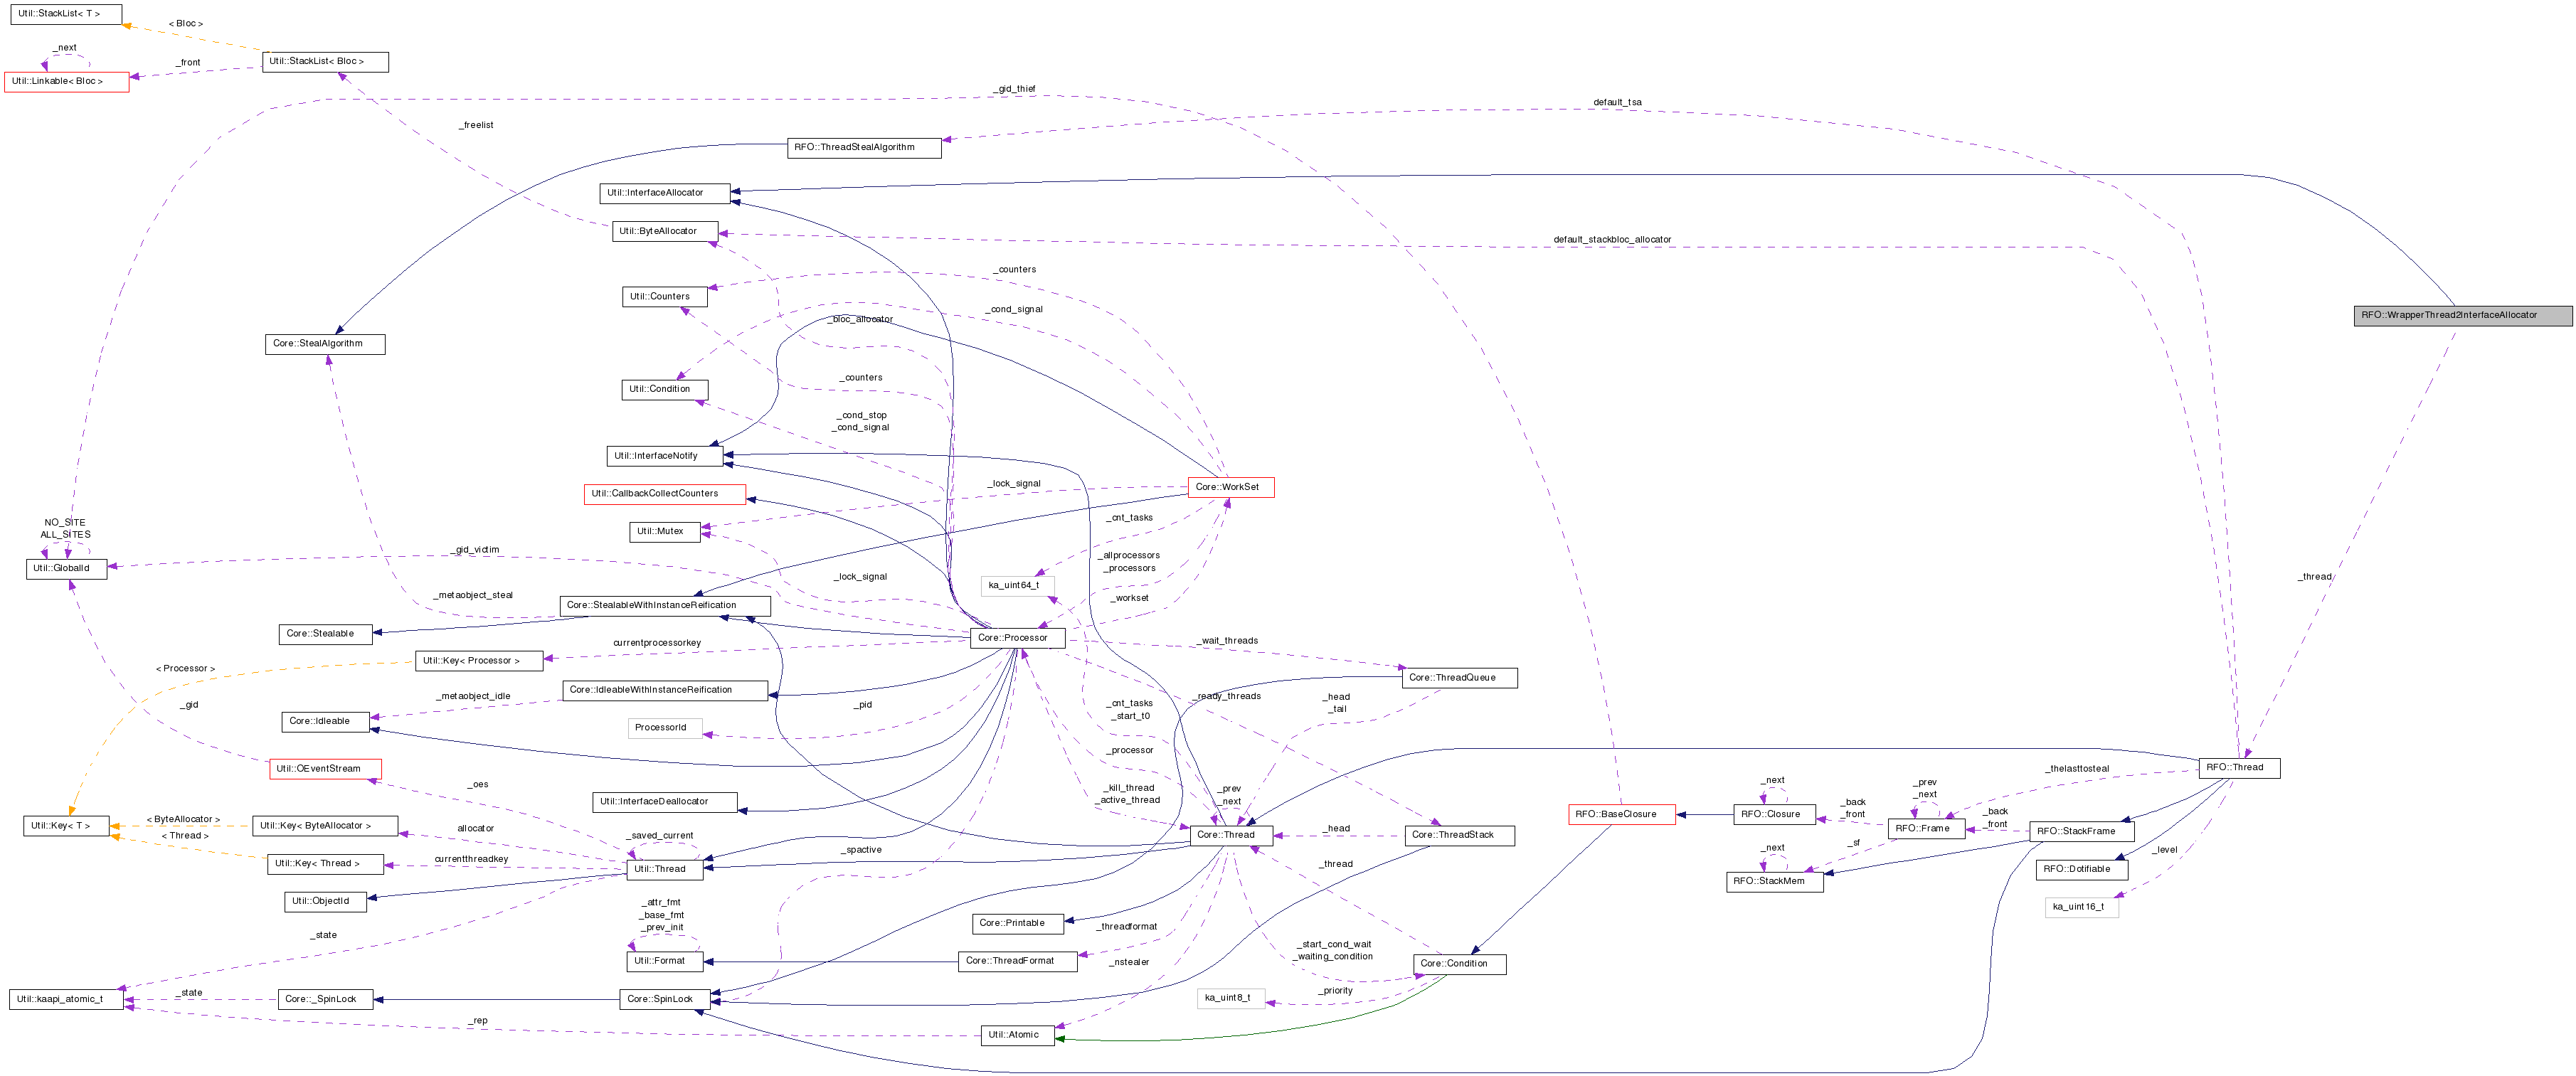 Util::StackList< T >
< Bloc >
_next
Util::StackList< Bloc >
_front
Util::Linkable< Bloc >
_gid_thief
default_tsa
_freelist
RFO::ThreadStealAlgorithm
Util::InterfaceAllocator
Util::ByteAllocator
default_stackbloc_allocator
_counters
Util::Counters
_cond_signal
RFO::WrapperThread2InterfaceAllocator
_bloc_allocator
Core::StealAlgorithm
_counters
Util::Condition
_cond_stop
_cond_signal
Util::InterfaceNotify
_lock_signal
Core::WorkSet
Util::CallbackCollectCounters
_cnt_tasks
NO_SITE
ALL_SITES
Util::Mutex
_gid_victim
_allprocessors
_processors
Util::GlobalId
_lock_signal
ka_uint64_t
_thread
_metaobject_steal
_workset
Core::StealableWithInstanceReification
Core::Stealable
Core::Processor
currentprocessorkey
_wait_threads
< Processor >
Util::Key< Processor >
Core::ThreadQueue
Core::IdleableWithInstanceReification
_metaobject_idle
_ready_threads
_head
_tail
_gid
_pid
_cnt_tasks
_start_t0
Core::Idleable
ProcessorId
_processor
Util::OEventStream
_thelasttosteal
RFO::Thread
_oes
_kill_thread
_active_thread
_prev
_next
_next
_prev
_next
Util::InterfaceDeallocator
_back
_front
_back
_front
RFO::BaseClosure
RFO::Closure
Util::Key< T >
< ByteAllocator >
Util::Key< ByteAllocator >
allocator
_saved_current
Core::Thread
_head
Core::ThreadStack
RFO::Frame
RFO::StackFrame
< Thread >
_sf
_next
_level
Util::Key< Thread >
currentthreadkey
_spactive
_thread
Util::Thread
RFO::Dotifiable
RFO::StackMem
Util::ObjectId
_attr_fmt
_base_fmt
_prev_init
ka_uint16_t
Core::Printable
_threadformat
_state
_start_cond_wait
_waiting_condition
Util::Format
Core::ThreadFormat
_nstealer
Core::Condition
Util::kaapi_atomic_t
_state
Core::_SpinLock
Core::SpinLock
ka_uint8_t
_priority
_rep
Util::Atomic